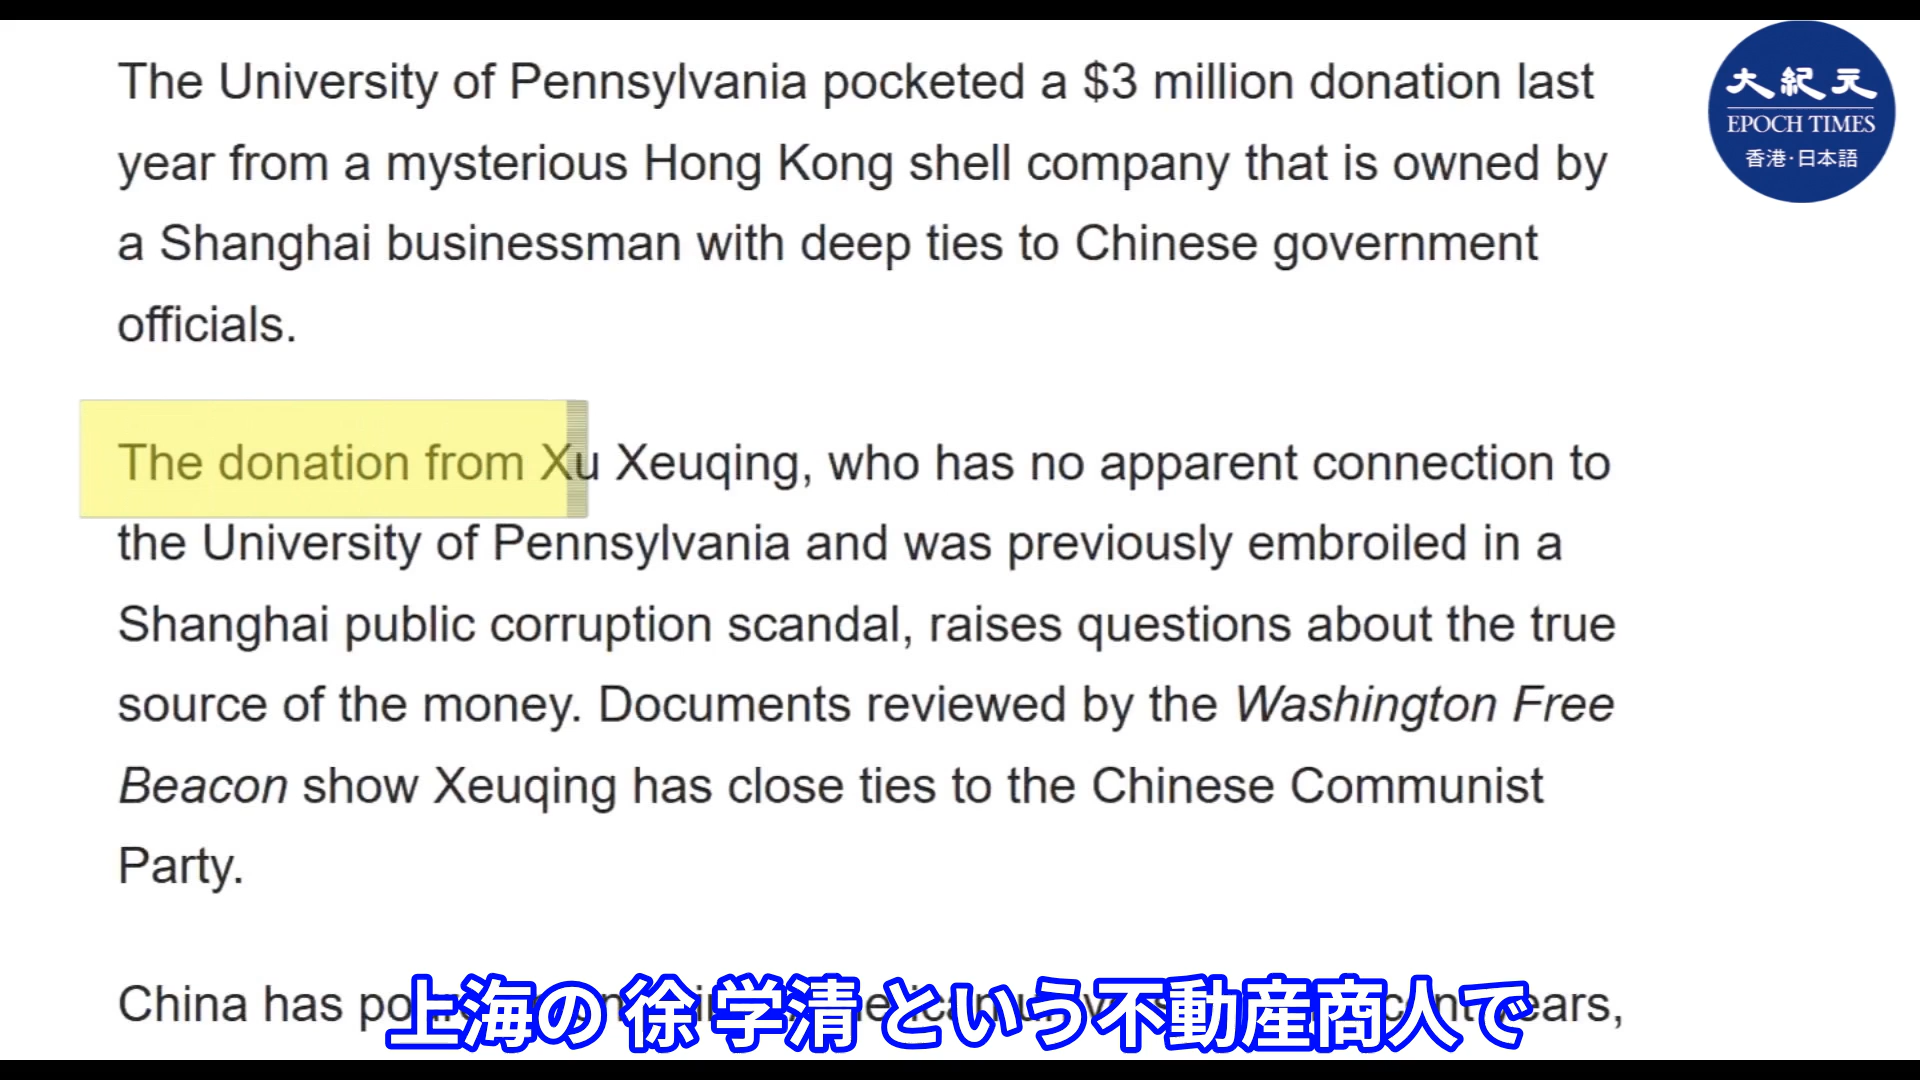 The University of Pennsylvania pocketed a $3 million donation last
year from a mysterious Hong Kong shell company that is owned by
a Shanghai businessman with deep ties to Chinese government
officials.
大紀元
EPOCH TIMES
香港·日本語
The donation from Xu Xeuqing, who has no apparent connection to
the University of Pennsylvania and was previously embroiled in a
Shanghai public corruption scandal, raises questions about the true
source of the money. Documents reviewed by the Washington Free
Beacon show Xeuqing has close ties to the Chinese Communist
Party.
China has years,
上海の 徐 学清 という不動産商人で